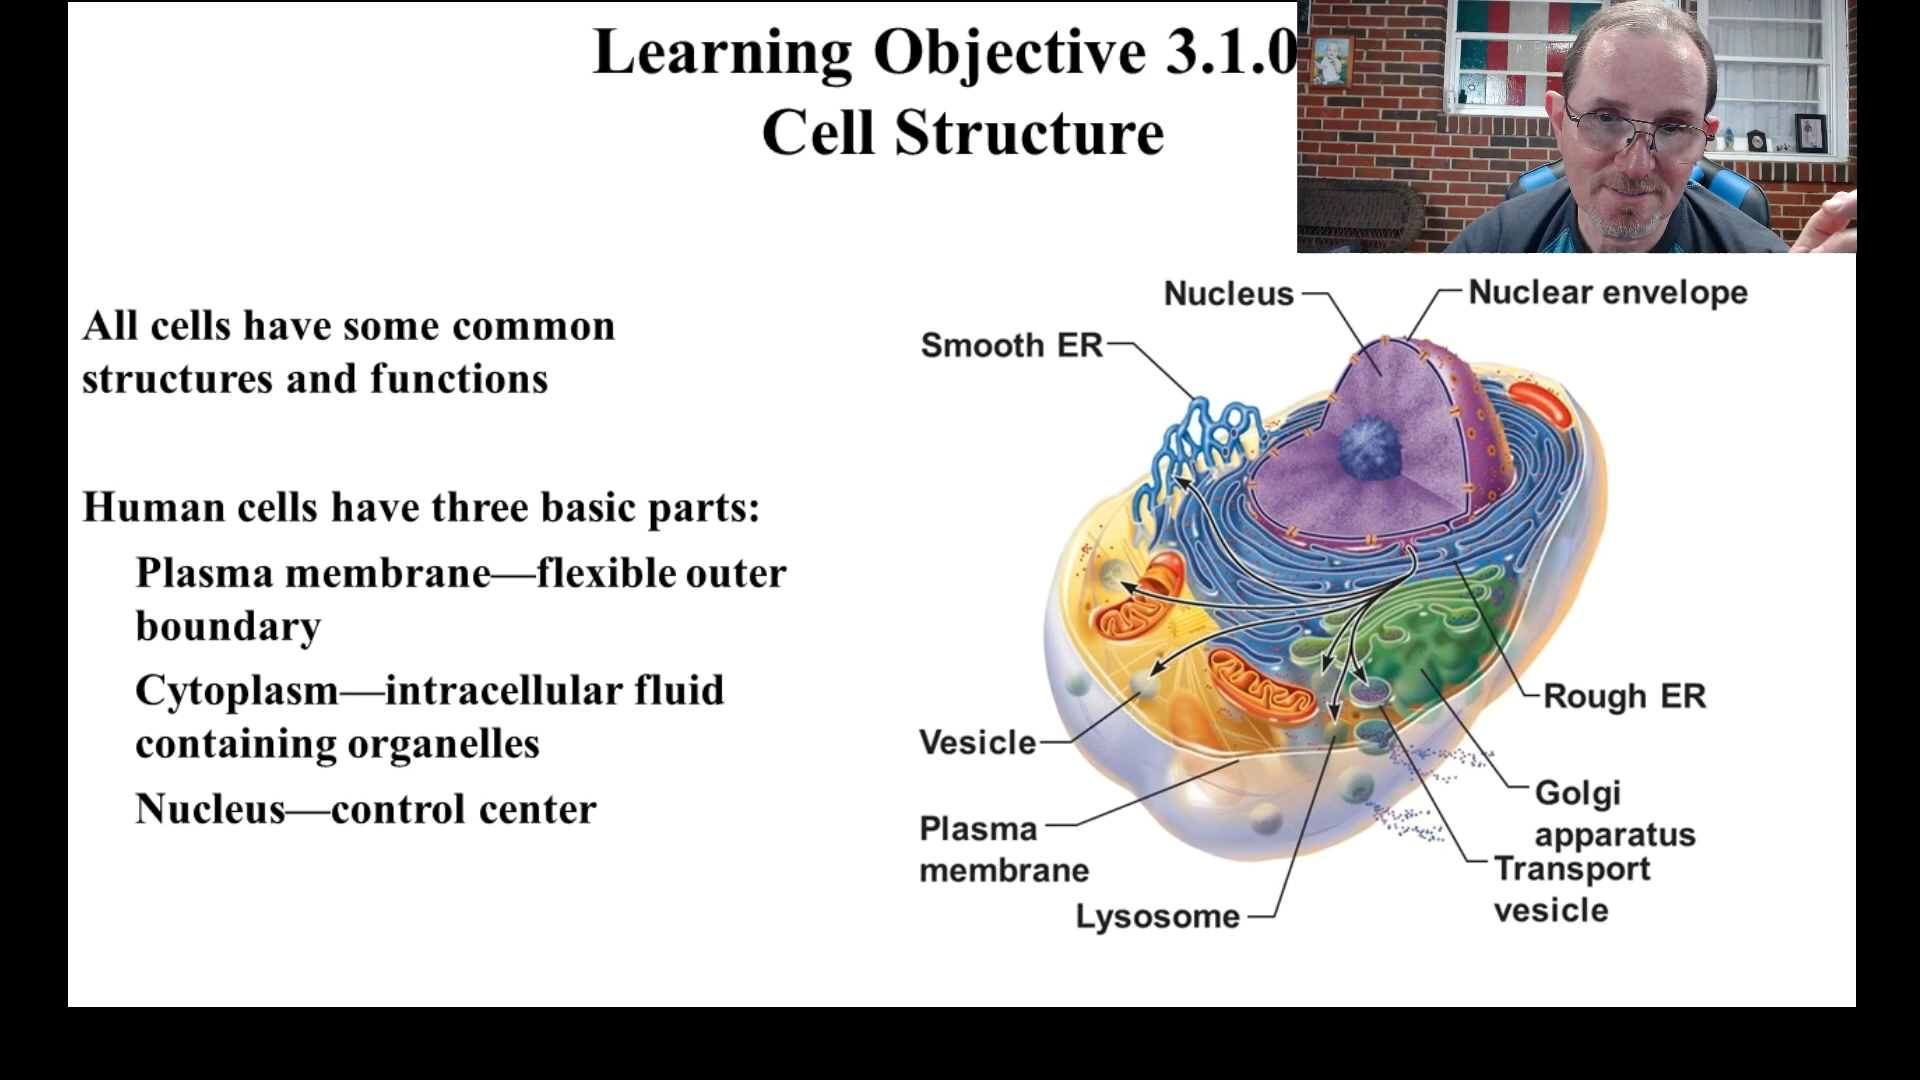 Learning Objective 3.1.0
Cell Structure
All cells have some common
structures and functions
Human cells have three basic parts:
Plasma membrane—flexible outer
boundary
Cytoplasm—intracellular fluid
containing organelles
Nucleus—control center
Nucleus
Nuclear envelope
Smooth ER
Rough ER
Vesicle
Golgi
apparatus
Plasma
membrane
Transport
vesicle
Lysosome